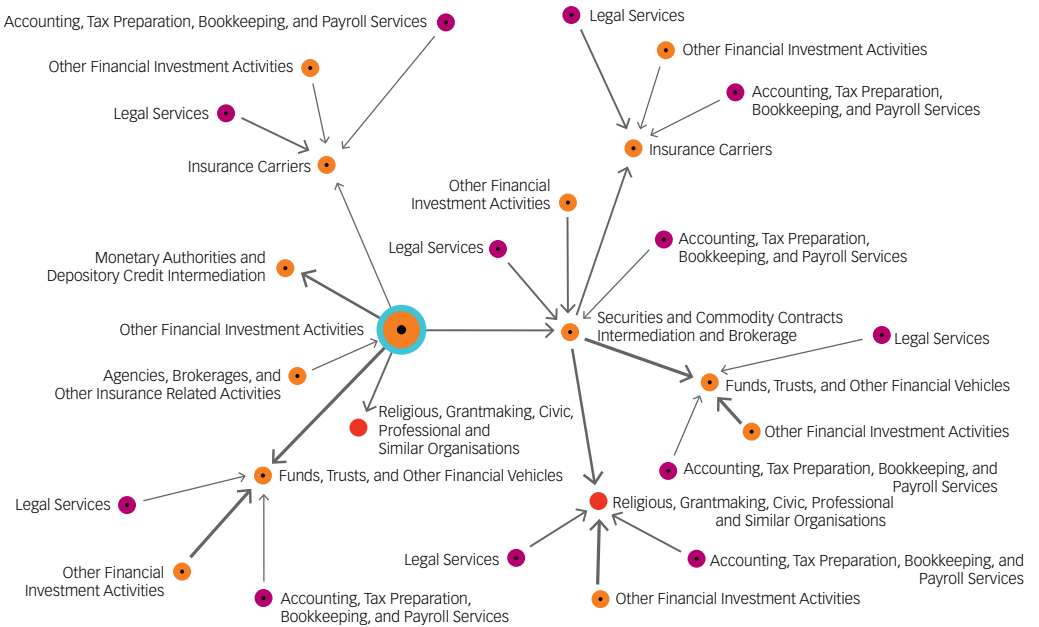 Accounting, Tax Preparation, Bookkeeping, and Payroll Services
Legal Services
Other Financial Investment Activities
Other Financial Investment Activities
Accounting, Tax Preparation,
Bookkeeping, and Payroll Services
Legal Services
Insurance Carriers
Insurance Carriers
Other Financial
Investment Activities
Legal Services
Accounting, Tax Preparation,
Bookkeeping, and Payroll Services
Monetary Authorities and
Depository Credit Intermediation
Other Financial Investment Activities
Securities and Commodity Contracts
Intermediation and Brokerage
Legal Services
Agencies, Brokerages, and
Other Insurance Related Activities
Funds, Trusts, and Other Financial Vehicles
Religious, Grantmaking, Civic,
Professional and
Similar Organisations
Other Financial Investment Activities
Funds, Trusts, and Other Financial Vehicles
Accounting, Tax Preparation, Bookkeeping, and
Payroll Services
Legal Services
Religious, Grantmaking, Civic, Professional
and Similar Organisations
Legal Services
Accounting, Tax Preparation, Bookkeeping, and
Payroll Services
Other Financial
Investment Activities
Accounting, Tax Preparation,
Bookkeeping, and Payroll Services
Other Financial Investment Activities